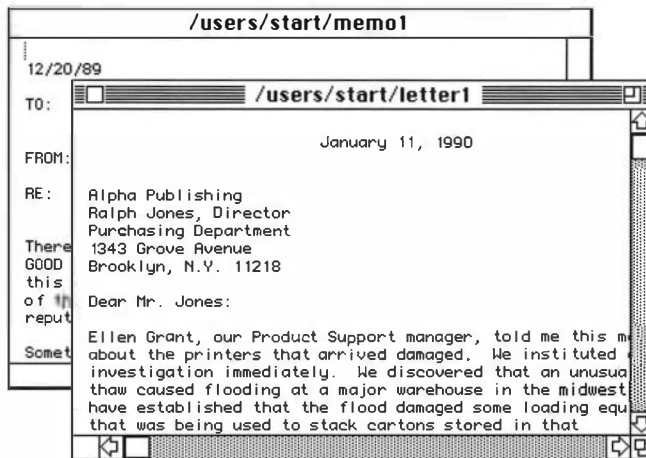 /users/start/memo1
12/20/89
TO:
FROM:
RE:
There
GOOD
this
of
reput
Somet
/users/start/letter1
January 11, 1990
Alpha Publishing
Ralph Jones, Director
Purchasing Department
1343 Grove Avenue
Brooklyn, N.Y. 11218
Dear Mr. Jones:
Ellen Grant, our Product Support manager, told me this m
about the printers that arrived damaged. We instituted
investigation immediately. We discovered that an unusua
thaw caused flooding at a major warehouse in the midwest
have established that the flood damaged some loading equ
that was being used to stack cartons stored in that